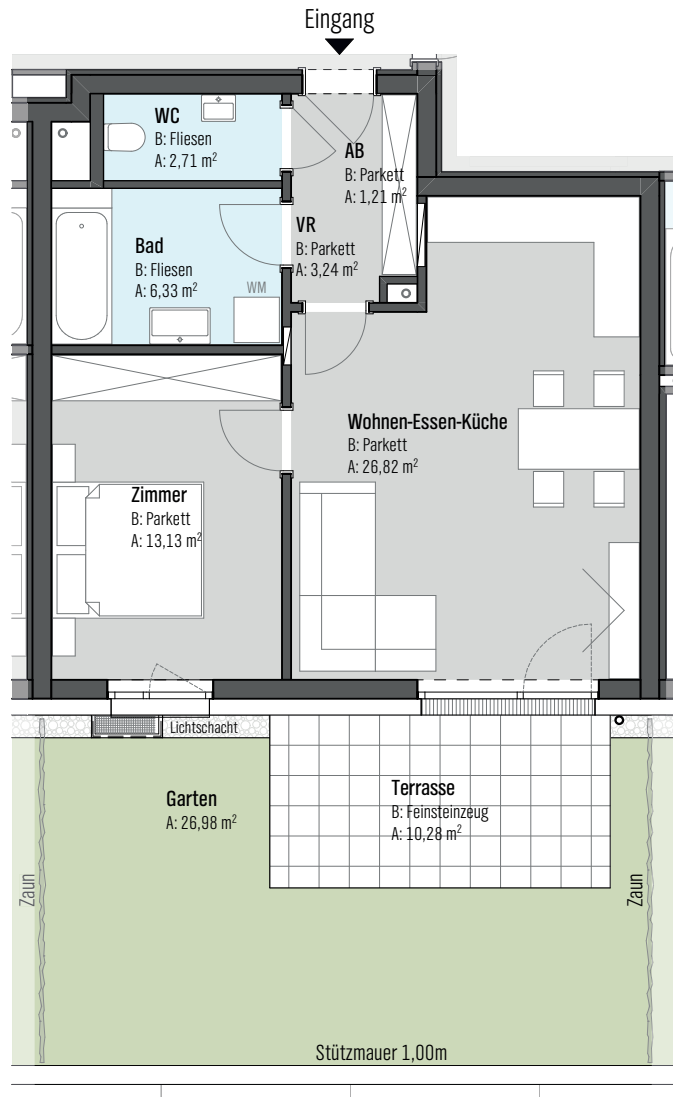 Eingang
WC
B: Fliesen
A: 2,71 m²
AB
B: Parkett
A: 1,21 m²
VR
B: Parkett
A: 3,24 m²
Bad
B: Fliesen
A: 6,33 m²
WM
Wohnen-Essen-Küche
B: Parkett
A: 26,82 m²
Zimmer
B: Parkett
A: 13,13 m²
Lichtschacht
Garten
A: 26,98 m²
Terrasse
B: Feinsteinzeug
A: 10,28 m²
Zaun
Zaun
Stützmauer 1,00m